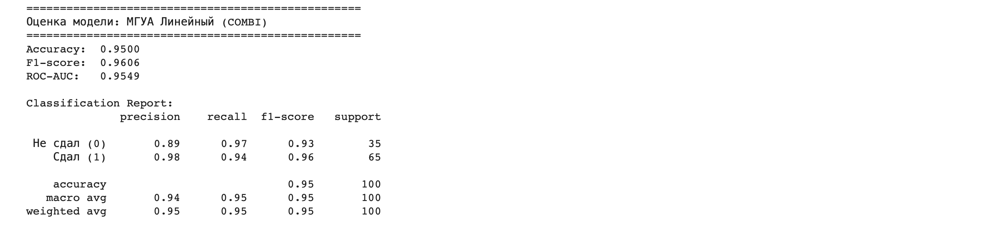 ==================================================
Оценка модели: МГУА Линейный (COMBI)
==================================================
Accuracy:  0.9500
F1-score:  0.9606
ROC-AUC:   0.9549
Classification Report:
              precision    recall  f1-score   support
 Не сдал (0)       0.89      0.97      0.93        35
    Сдал (1)       0.98      0.94      0.96        65
    accuracy                           0.95       100
   macro avg       0.94      0.95      0.95       100
weighted avg       0.95      0.95      0.95       100